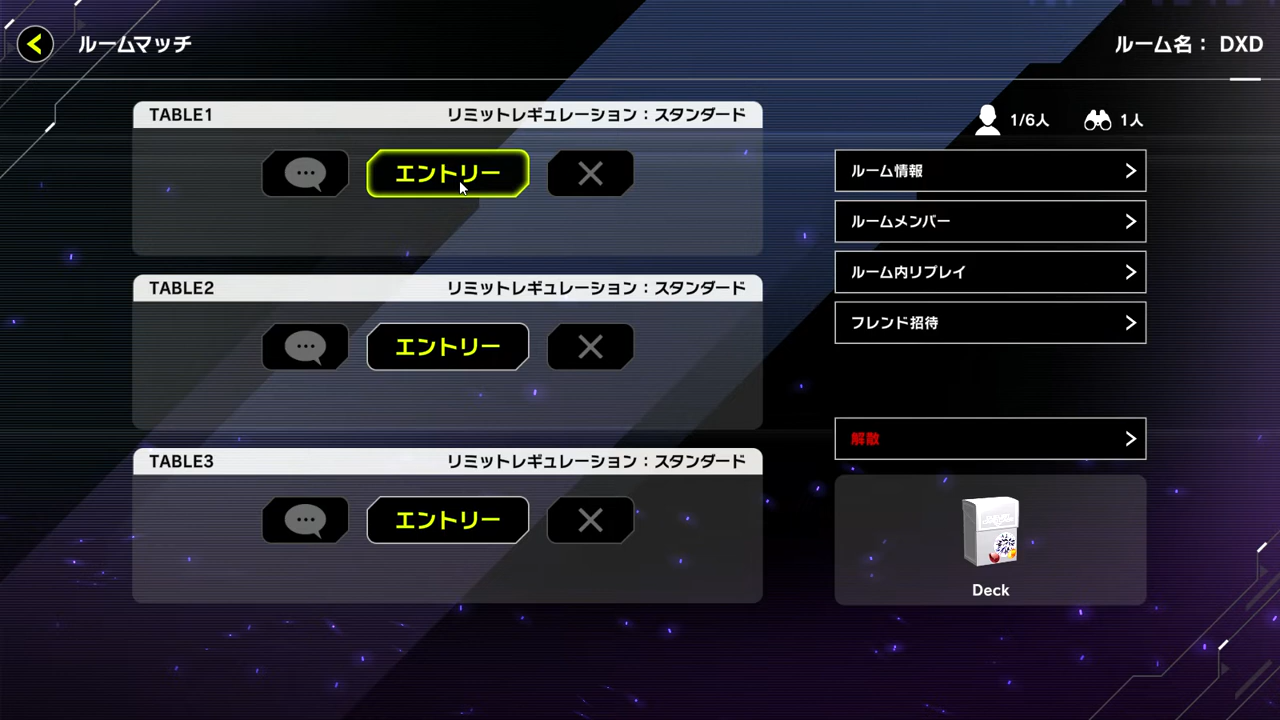 ルームマッチ
ルーム名： DXD
TABLE1
リミットレギュレーション：スタンダード
エントリー
TABLE2
リミットレギュレーション：スタンダード
エントリー
TABLE3
リミットレギュレーション：スタンダード
エントリー
1/6人
1人
ルーム情報
ルームメンバー
ルーム内リプレイ
フレンド招待
解散
Deck